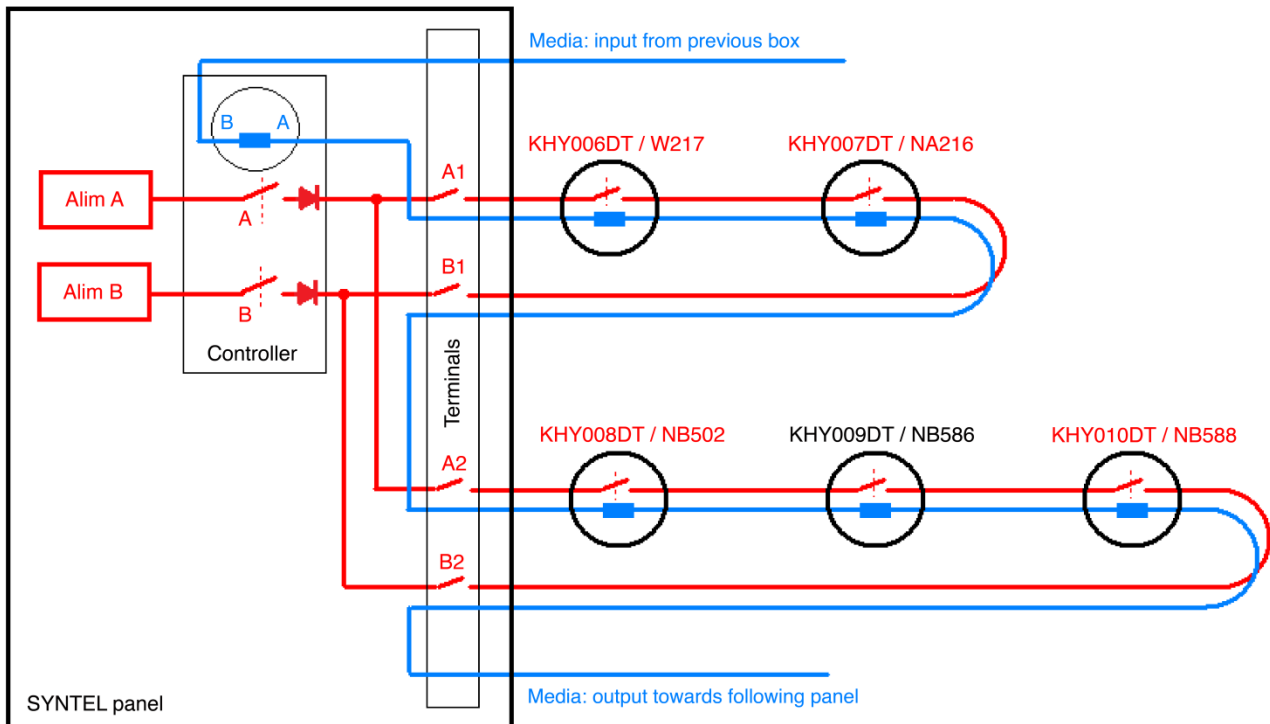 Media: input from previous box
B A
KHY006DT / W217
KHY007DT / NA216
A1
Alim A
A
B1
Alim B
B
Controller
Terminals
KHY008DT / NB502
KHY009DT / NB586
KHY010DT / NB588
A2
B2
SYNTEL panel
Media: output towards following panel